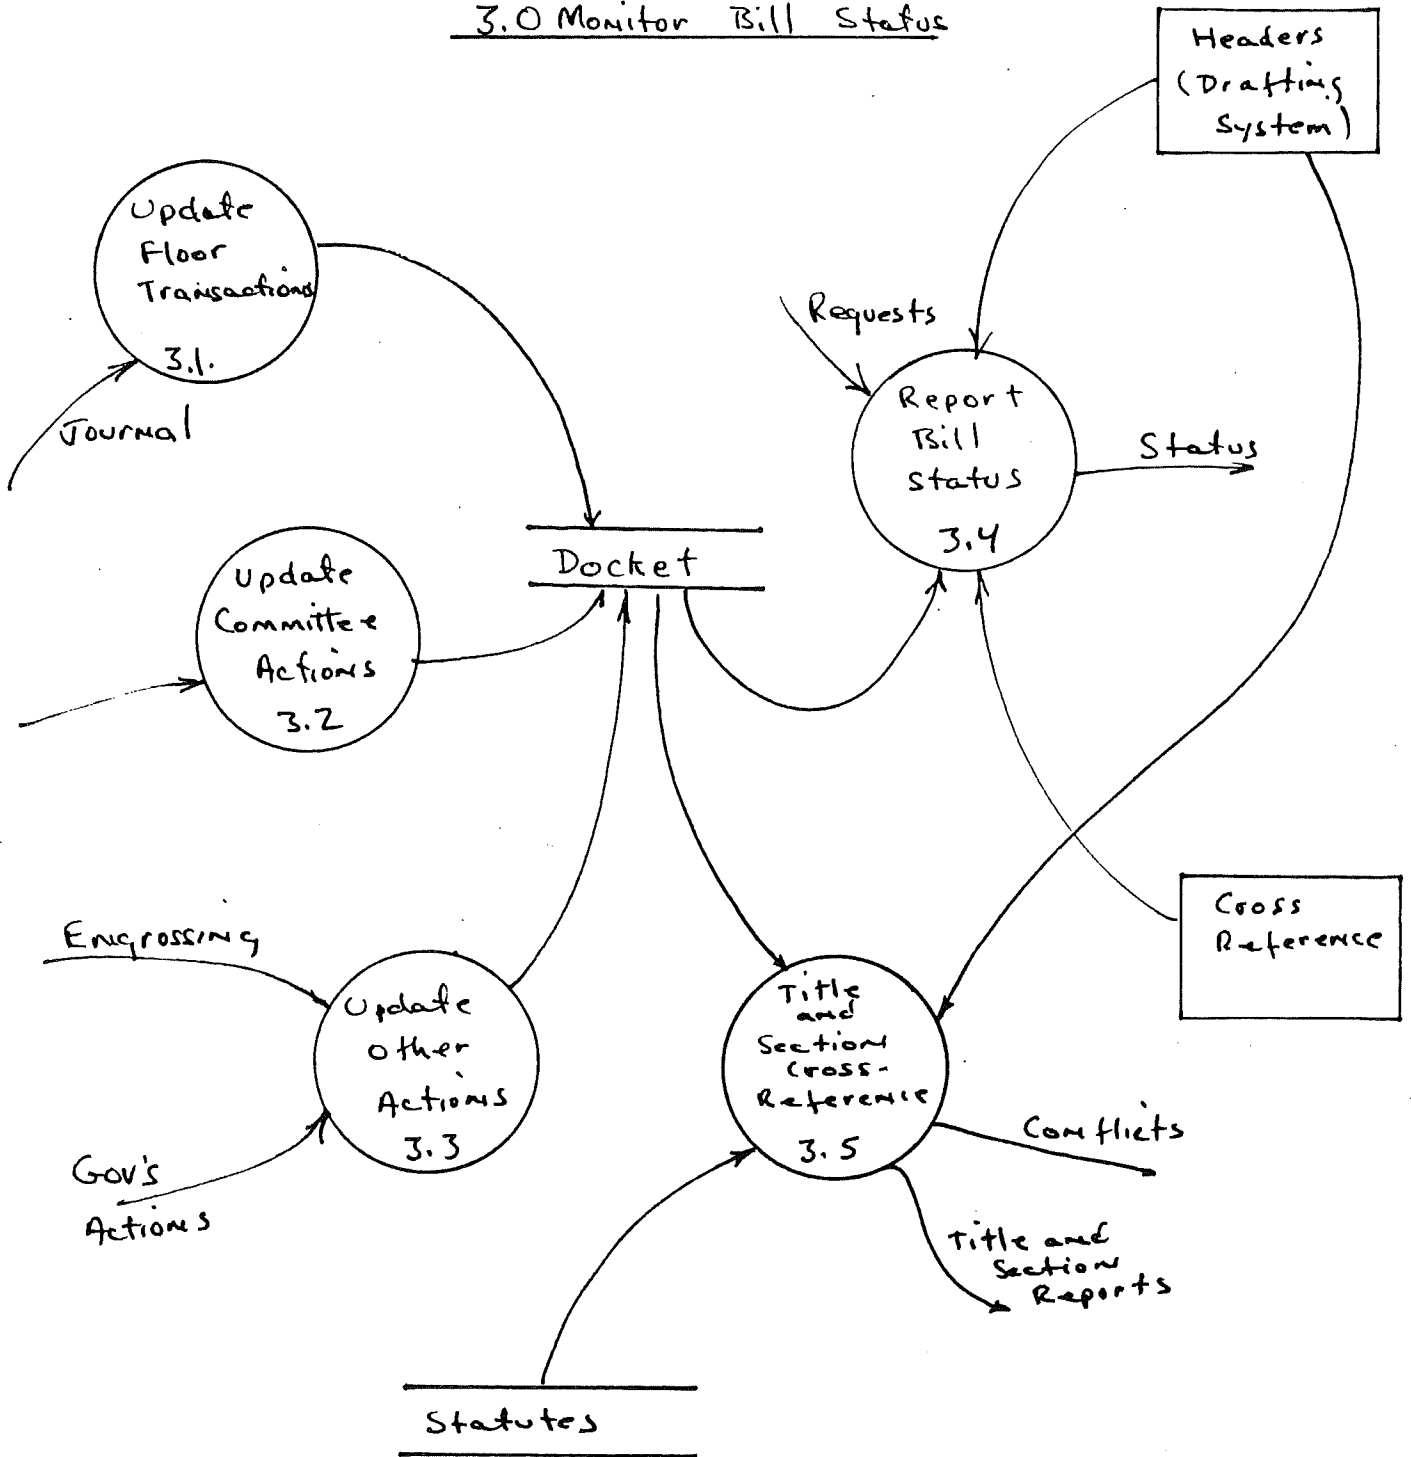 3.0 Monitor Bill Status
Headers
(Drafting
System)
Update
Floor
Transactions
3.1.
Journal
Requests
Report
Bill
Status
3.4
Status
Docket
Update
Committee
Actions
3.2
Engrossing
Update
Other
Actions
3.3
Gov's
Actions
Cross
Reference
Title
and
Section
Cross-
Reference
3.5
Conflicts
Title and
Section
Reports
Statutes